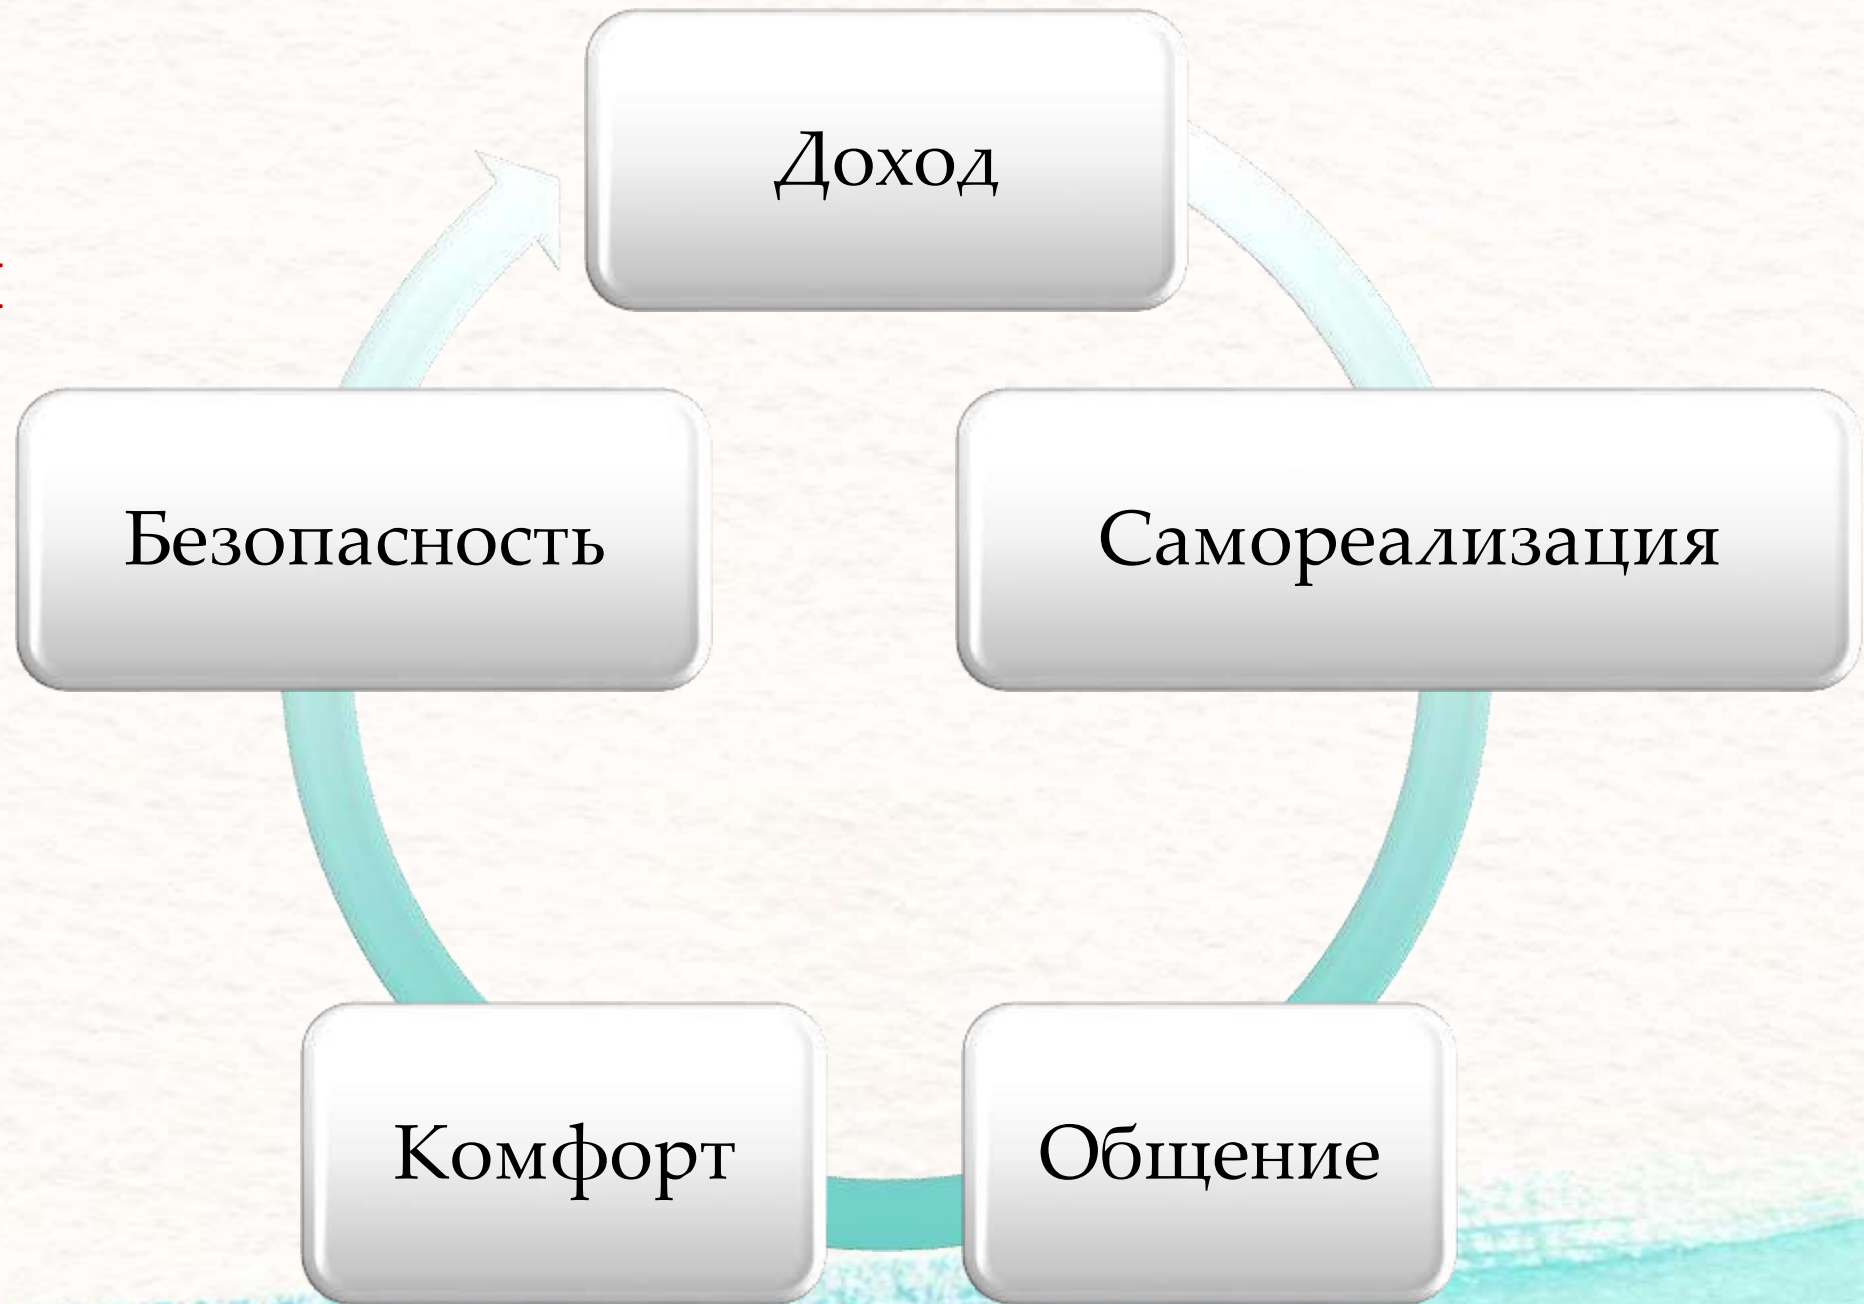 Доход
Самореализация
Общение
Комфорт
Безопасность